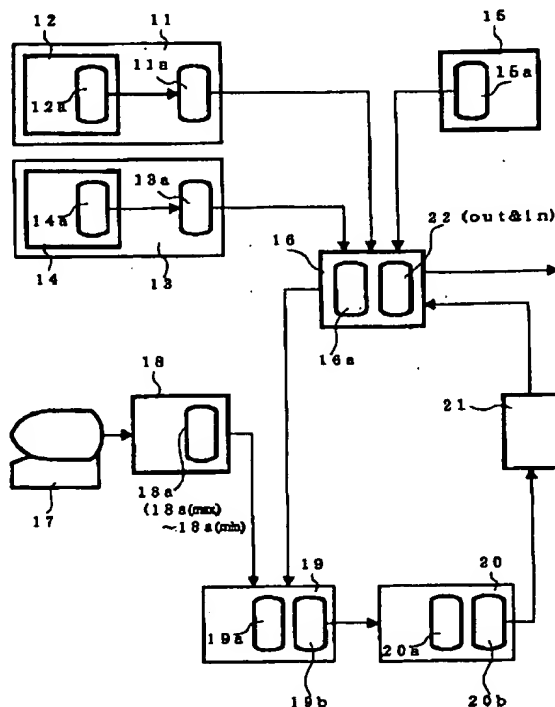 12
11
11a
12a
15
15a
13a
14a
14
13
22 (out&in)
16
16a
18
21
18a
(18a(max)
~18a(min)
17
19
20
19a
20a
19b
20b